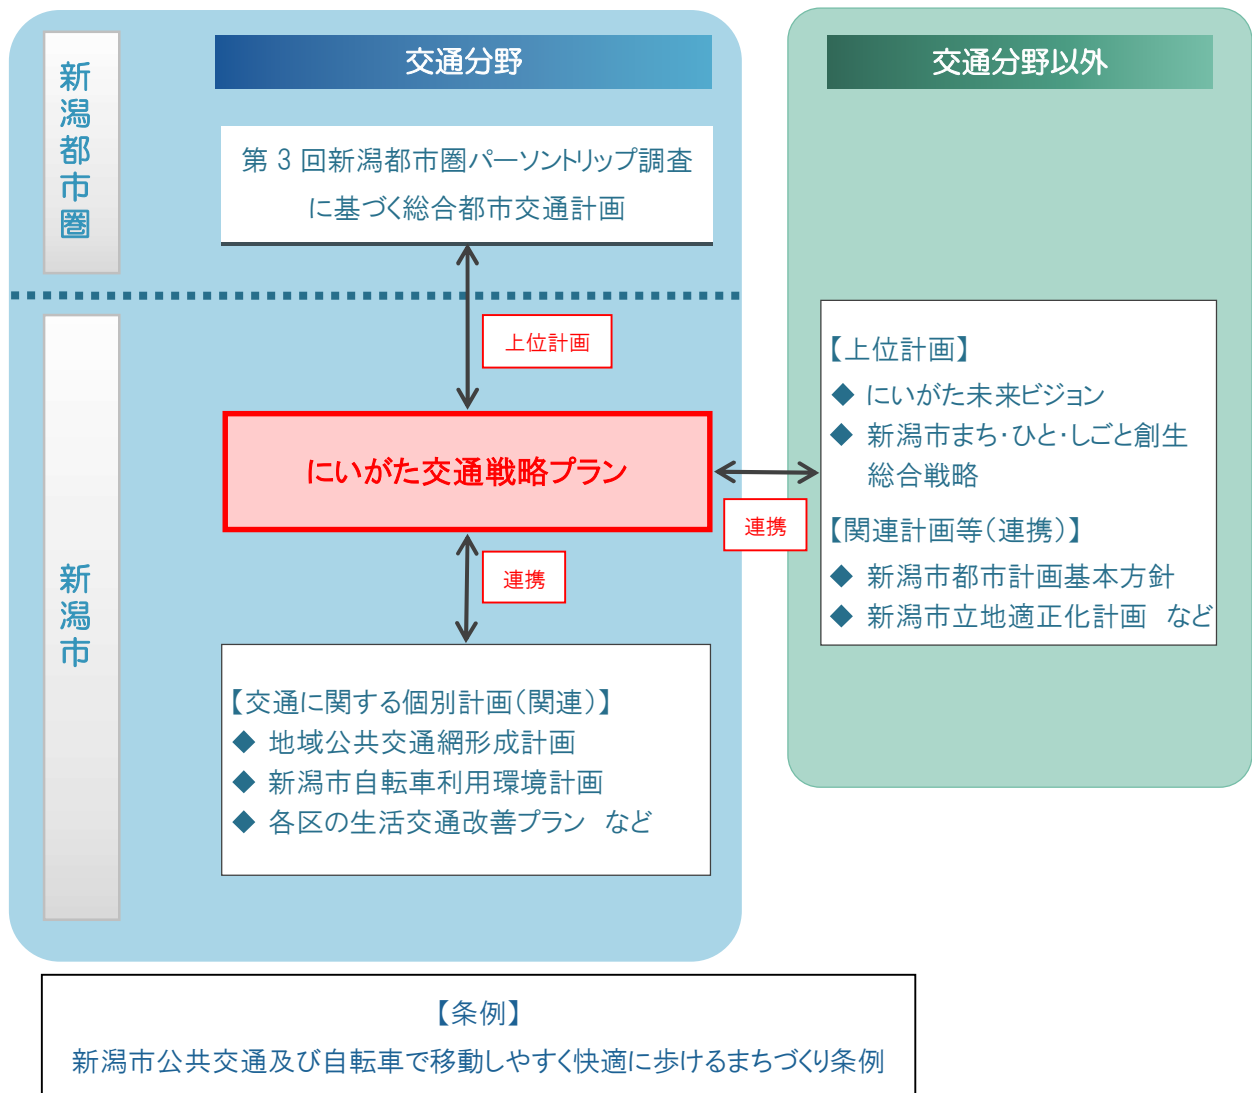 新潟都市圏
交通分野
第３回新潟都市圏パーソントリップ調査
に基づく総合都市交通計画
上位計画
新潟市
にいがた交通戦略プラン
連携
【交通に関する個別計画（関連）】
◆ 地域公共交通網形成計画
◆ 新潟市自転車利用環境計画
◆ 各区の生活交通改善プラン　など
連携
交通分野以外
【上位計画】
◆ にいがた未来ビジョン
◆ 新潟市まち・ひと・しごと創生
総合戦略
【関連計画等（連携）】
◆ 新潟市都市計画基本方針
◆ 新潟市立地適正化計画　など
【条例】
新潟市公共交通及び自転車で移動しやすく快適に歩けるまちづくり条例